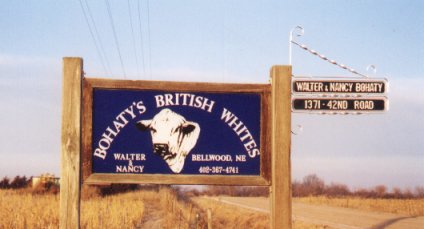 BOHATY'S BRITISH WHITES
WALTER
&
NANCY
BELLWOOD, NE
402-367-4741
WALTER & NANCY BOHATY
1371-42ND ROAD